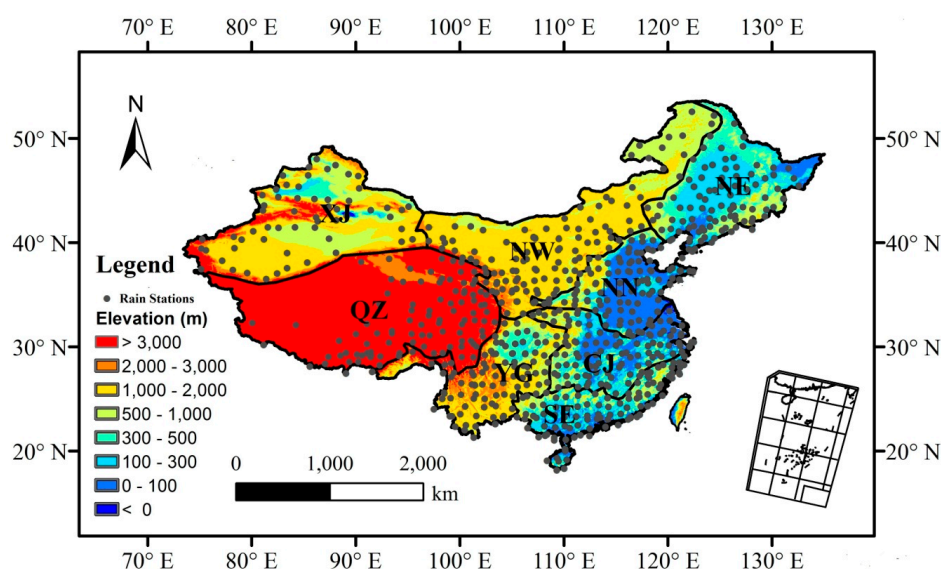 70° E 80° E 90° E 100° E 110° E 120° E 130° E
N
50° N 50° N
NE
XJ
40° N 40° N
NW
Legend
NN
Rain Stations
QZ
Elevation (m)
> 3,000
30° N 30° N
2,000 - 3,000
CJ
YG
1,000 - 2,000
500 - 1,000
SE
300 - 500
20° N 20° N
0 1,000 2,000
100 - 300
km
0 - 100
< 0
70° E 80° E 90° E 100° E 110° E 120° E 130° E